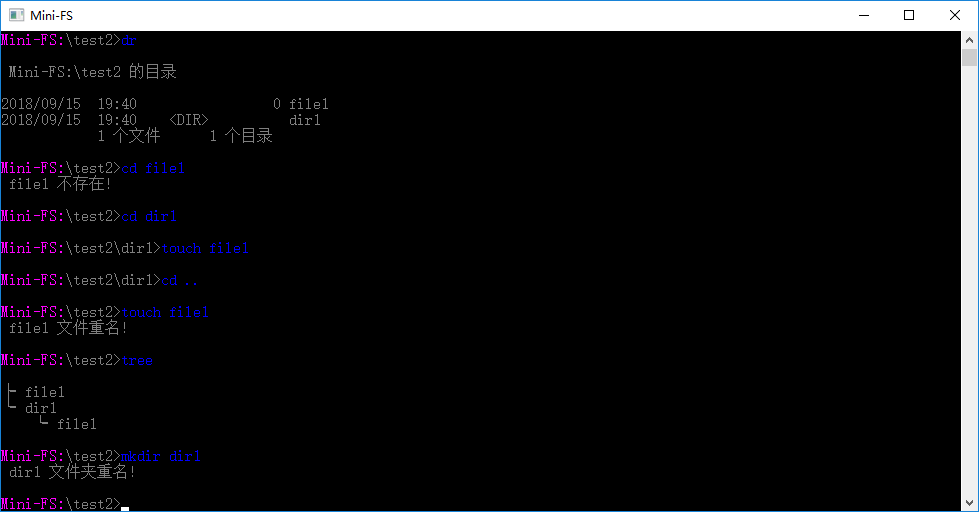 Mini-FS
Mini-FS:\test2>dr
Mini-FS:\test2 的目录
2018/09/15  19:40                 0 file1
2018/09/15  19:40    <DIR>          dir1
1 个文件      1 个目录
Mini-FS:\test2>cd file1
file1 不存在!
Mini-FS:\test2>cd dir1
Mini-FS:\test2\dir1>touch file1
Mini-FS:\test2\dir1>cd ..
Mini-FS:\test2>touch file1
file1 文件重名!
Mini-FS:\test2>tree
├ file1
└ dir1
    └ file1
Mini-FS:\test2>mkdir dir1
dir1 文件夹重名!
Mini-FS:\test2>